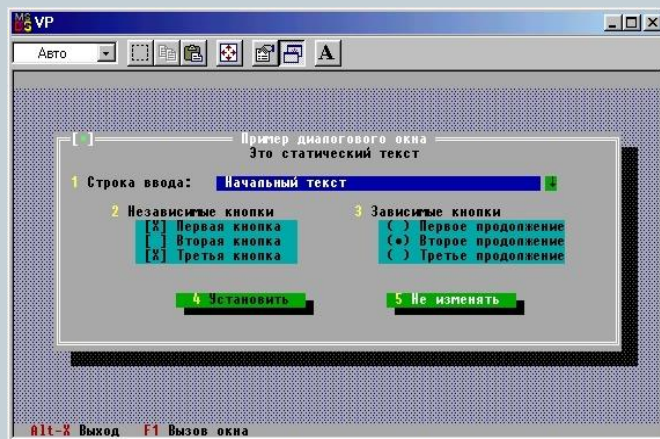 VP
Авто
A
Пример диалогового окна
Это статический текст
1 Строка ввода: Начальный текст
2 Независимые кнопки
[X] Первая кнопка
[ ] Вторая кнопка
[X] Третья кнопка
3 Зависимые кнопки
( ) Первое продолжение
(•) Второе продолжение
( ) Третье продолжение
4 Установить
5 Не изменять
Alt-X Выход F1 Вызов окна